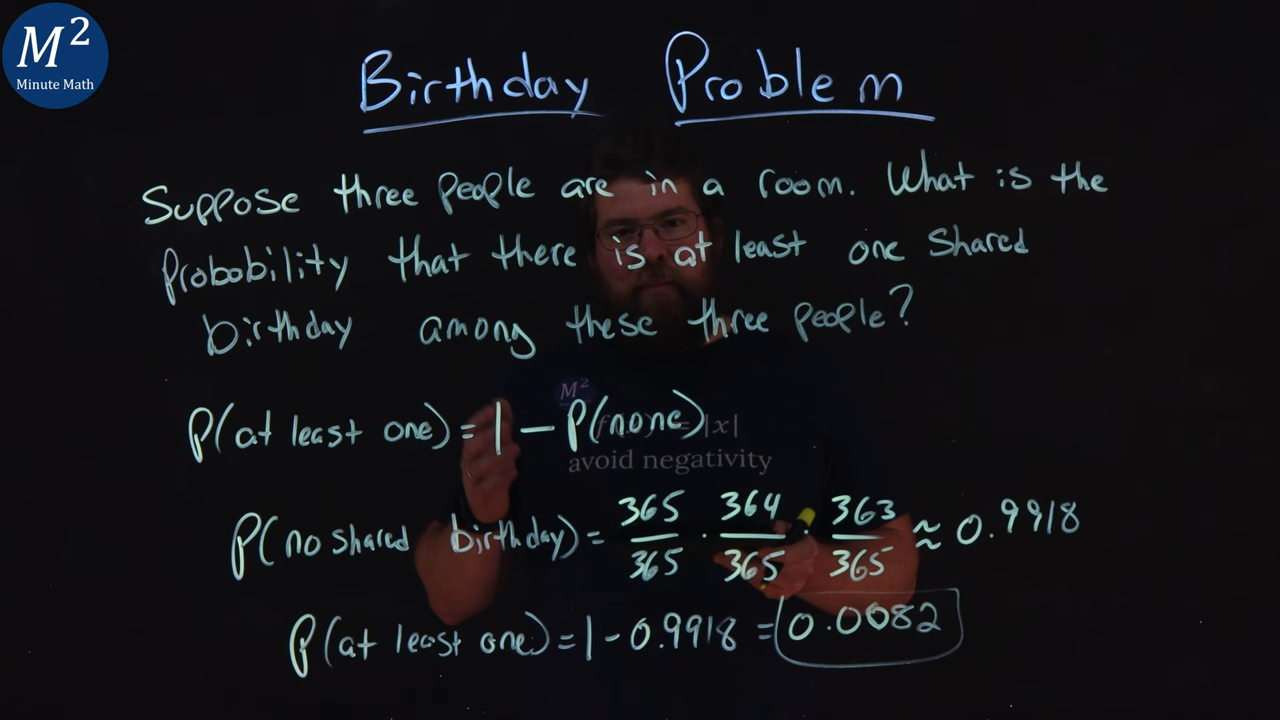 M²
Minute Math
Birthday Problem
Suppose three people are in a room. What is the
probability that there is at least one shared
birthday among these three people?
P(at least one) = 1 - P(none)
M²
= |x|
avoid negativity
P(no shared birthday) = 365/365 · 364/365 · 363/365 ≈ 0.9918
P(at least one) = 1 - 0.9918 = 0.0082